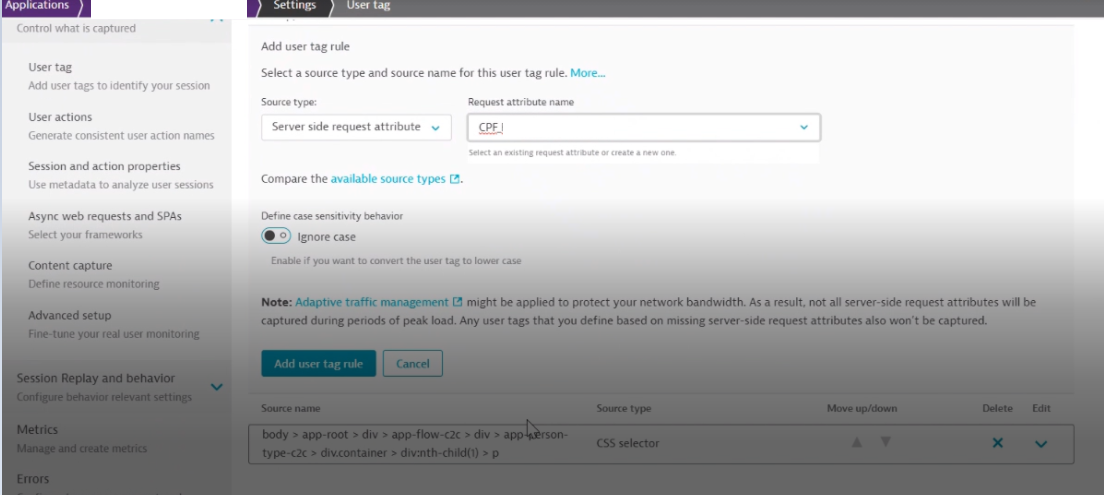 Applications
Settings
User tag
Control what is captured
User tag
Add user tags to identify your session
User actions
Generate consistent user action names
Session and action properties
Use metadata to analyze user sessions
Async web requests and SPAs
Select your frameworks
Content capture
Define resource monitoring
Advanced setup
Fine-tune your real user monitoring
Session Replay and behavior
Configure behavior relevant settings
Metrics
Manage and create metrics
Errors
Add user tag rule
Select a source type and source name for this user tag rule. More...
Source type:
Request attribute name
Server side request attribute
CPF
Select an existing request attribute or create a new one.
Compare the available source types.
Define case sensitivity behavior
Ignore case
Enable if you want to convert the user tag to lower case
Note: Adaptive traffic management might be applied to protect your network bandwidth. As a result, not all server-side request attributes will be
captured during periods of peak load. Any user tags that you define based on missing server-side request attributes also won't be captured.
Add user tag rule
Cancel
Source name
Source type
Move up/down
Delete
Edit
body > app-root > div > app-flow-c2c > div > app-person-
type-c2c > div.container > div:nth-child(1) > p
CSS selector